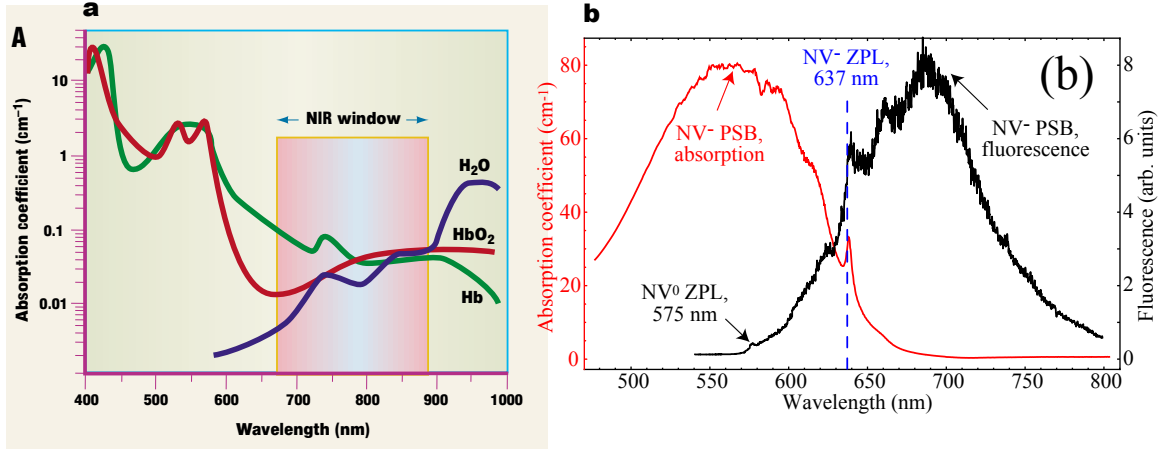 a
A
Absorption coefficient (cm⁻¹)
10
1
0.1
0.01
NIR window
H₂O
HbO₂
Hb
400 500 600 700 800 900 1000
Wavelength (nm)
b
(b)
Absorption coefficient (cm⁻¹)
80
60
40
20
0
NV⁻ ZPL,
637 nm
NV⁻ PSB,
absorption
NV⁻ PSB,
fluorescence
NV⁰ ZPL,
575 nm
8
6
4
2
0
Fluorescence (arb. units)
500 550 600 650 700 750 800
Wavelength (nm)